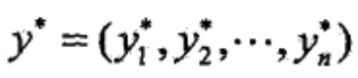 y* = (y₁*, y₂*, ⋯, yₙ*)